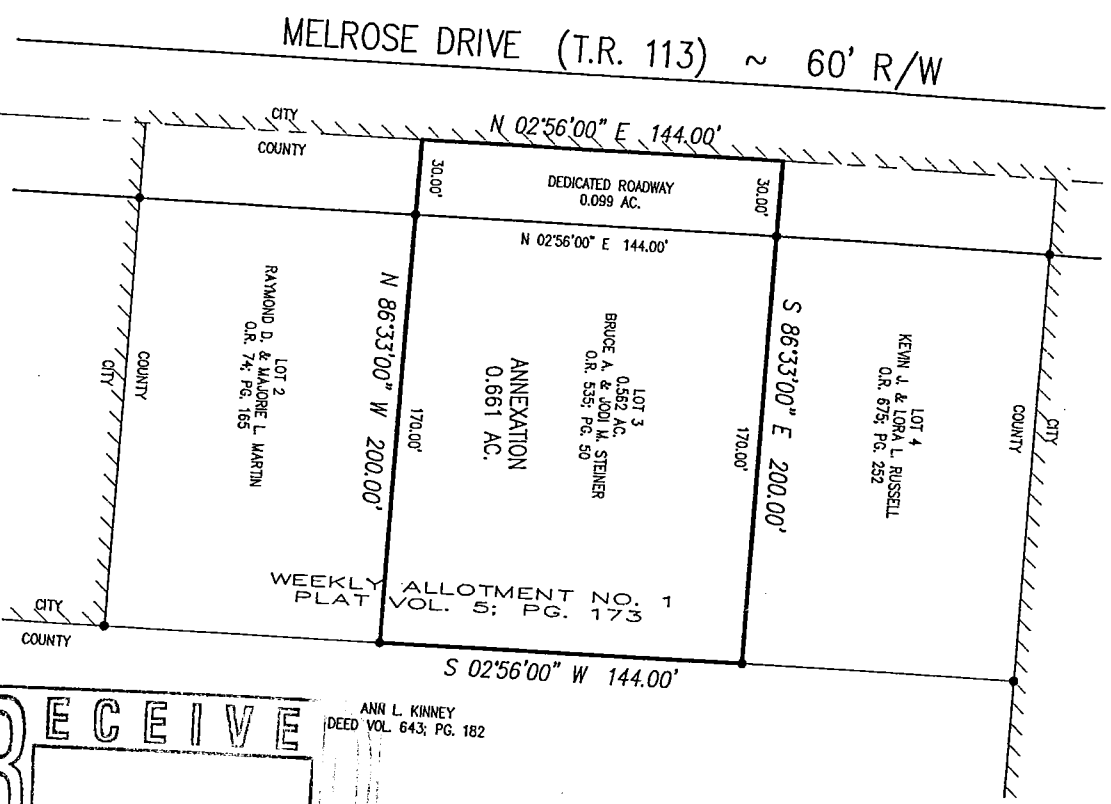 MELROSE DRIVE (T.R. 113) ~ 60' R/W
CITY
COUNTY
N 02°56'00" E 144.00'
30.00'
DEDICATED ROADWAY
0.099 AC.
30.00'
N 02°56'00" E 144.00'
LOT 2
RAYMOND D. & MAJORIE L. MARTIN
O.R. 74; PG. 165
N 86°33'00" W 200.00'
170.00'
ANNEXATION
0.661 AC.
LOT 3
0.562 AC.
BRUCE A. & JODI M. STEINER
O.R. 535; PG. 50
170.00'
S 86°33'00" E 200.00'
LOT 4
KEVIN J. & LORA L. RUSSELL
O.R. 675; PG. 252
COUNTY
CITY
COUNTY
CITY
WEEKLY ALLOTMENT NO. 1
PLAT VOL. 5; PG. 173
CITY
COUNTY
S 02°56'00" W 144.00'
ANN L. KINNEY
DEED VOL. 643; PG. 182
RECEIVE